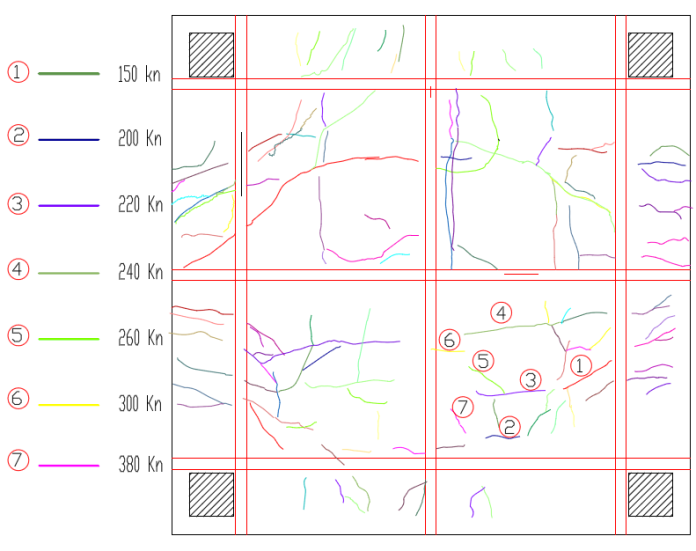 ① 150 kn
② 200 Kn
③ 220 Kn
④ 240 Kn
⑤ 260 Kn
⑥ 300 Kn
⑦ 380 Kn
④
⑥
⑤
③
①
⑦
②